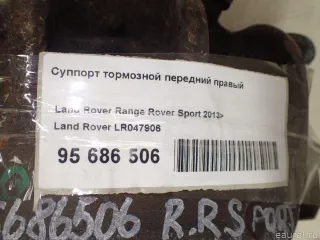 Суппорт тормозной передний правый
Land Rover Range Rover Sport 2013>
Land Rover LR047906
95 686 506
686506 R.R.SPORT